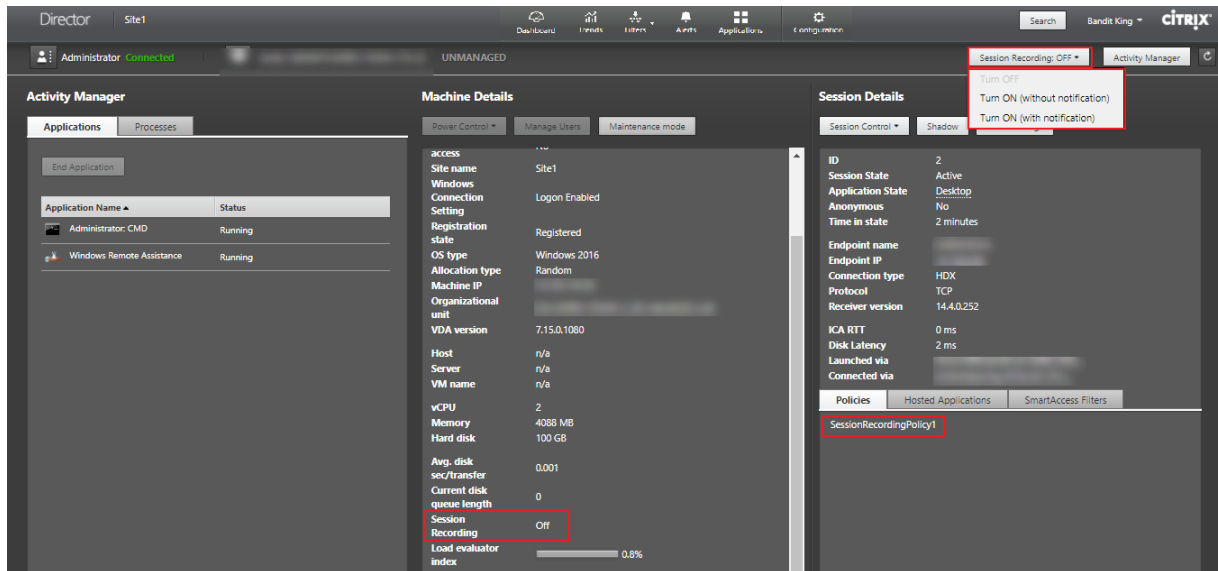 Director Site1
Dashboard Trends Filters Alerts Applications Configuration
Search Bandit King CİTRIX
Administrator Connected
UNMANAGED
Session Recording: OFF
Activity Manager
Turn OFF
Turn ON (without notification)
Turn ON (with notification)
Activity Manager
Applications Processes
End Application
Application Name Status
Administrator: CMD Running
Windows Remote Assistance Running
Machine Details
Power Control Manage Users Maintenance mode
access No
Site name Site1
Windows
Connection Logon Enabled
Setting
Registration
state Registered
OS type Windows 2016
Allocation type Random
Machine IP
Organizational
unit
VDA version 7.15.0.1080
Host n/a
Server n/a
VM name n/a
vCPU 2
Memory 4088 MB
Hard disk 100 GB
Avg. disk
sec/transfer 0.001
Current disk
queue length 0
Session
Recording Off
Load evaluator
index 0.8%
Session Details
Session Control Shadow
ID 2
Session State Active
Application State Desktop
Anonymous No
Time in state 2 minutes
Endpoint name
Endpoint IP
Connection type HDX
Protocol TCP
Receiver version 14.4.0.252
ICA RTT 0 ms
Disk Latency 2 ms
Launched via
Connected via
Policies Hosted Applications SmartAccess Filters
SessionRecordingPolicy1